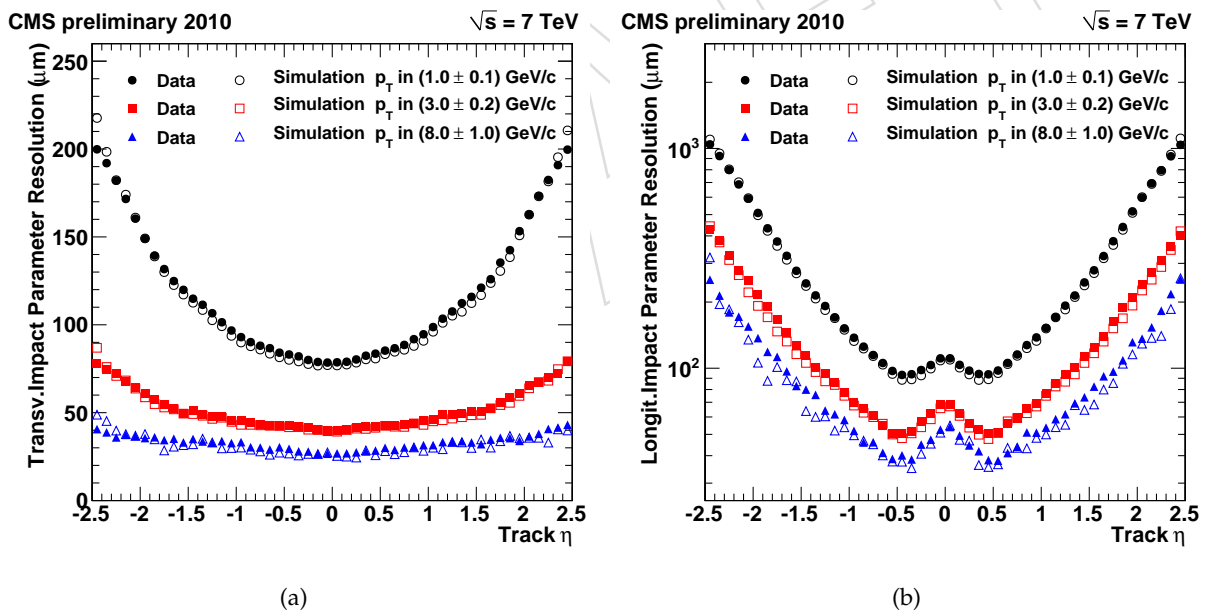 CMS preliminary 2010 √s = 7 TeV
Transv.Impact Parameter Resolution (μm)
250
200
150
100
50
0
Data Simulation p_T in (1.0 ± 0.1) GeV/c
Data Simulation p_T in (3.0 ± 0.2) GeV/c
Data Simulation p_T in (8.0 ± 1.0) GeV/c
-2.5 -2 -1.5 -1 -0.5 0 0.5 1 1.5 2 2.5
Track η
(a)
CMS preliminary 2010 √s = 7 TeV
Longit.Impact Parameter Resolution (μm)
10³
10²
Data Simulation p_T in (1.0 ± 0.1) GeV/c
Data Simulation p_T in (3.0 ± 0.2) GeV/c
Data Simulation p_T in (8.0 ± 1.0) GeV/c
-2.5 -2 -1.5 -1 -0.5 0 0.5 1 1.5 2 2.5
Track η
(b)